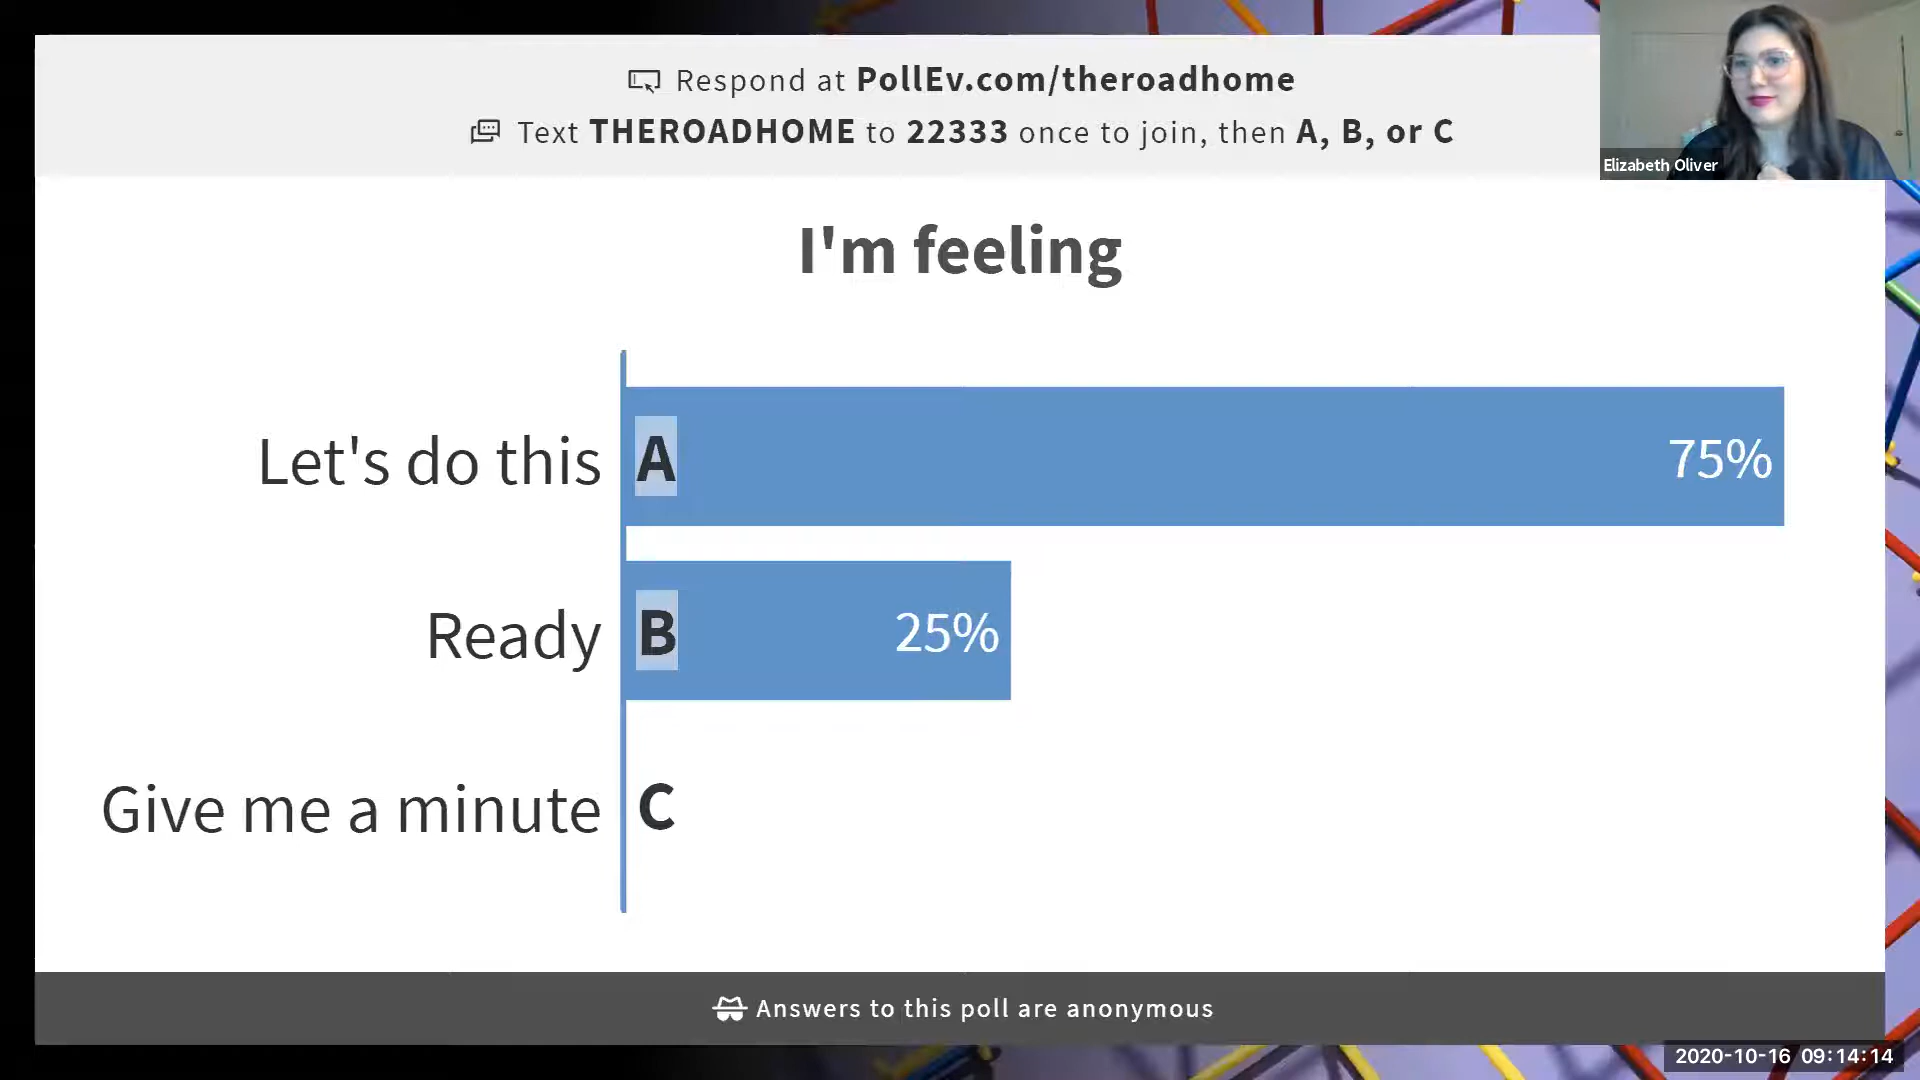 Respond at PollEv.com/theroadhome
Text THEROADHOME to 22333 once to join, then A, B, or C
Elizabeth Oliver
I'm feeling
Let's do this A 75%
Ready B 25%
Give me a minute C
Answers to this poll are anonymous
2020-10-16 09:14:14